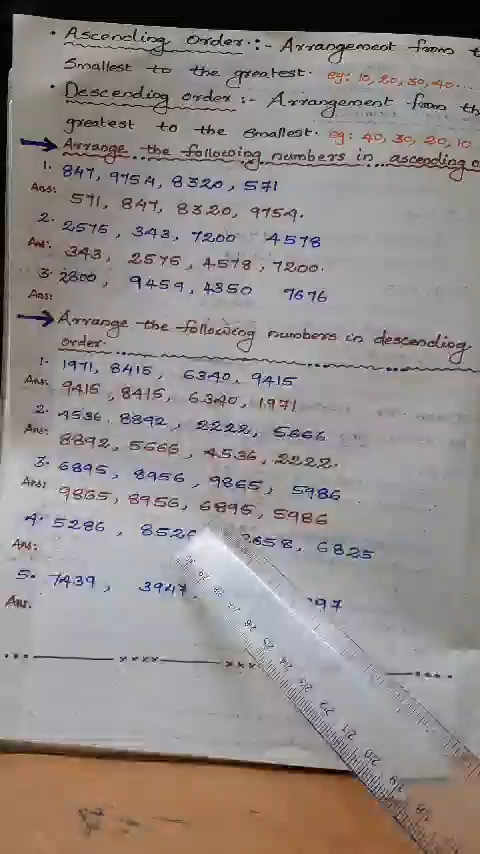 • Ascending Order :- Arrangement from
Smallest to the greatest. eg: 10, 20, 30, 40....
• Descending order :- Arrangement from
greatest to the smallest. eg: 40, 30, 20, 10
→ Arrange the following numbers in ascending
1. 847, 9754, 8320, 571
Ans: 571, 847, 8320, 9754.
2. 2575, 343, 7200 4578
Ans: 343, 2575, 4578, 7200.
3. 2800, 9459, 4350 7676
Ans:
→ Arrange the following numbers in descending
order.
1. 1971, 8415, 6340, 9415
Ans: 9415, 8415, 6340, 1971
2. 4536, 8892, 2222, 5666
Ans: 8892, 5666, 4536, 2222.
3. 6895, 8956, 9865, 5986
Ans: 9865, 8956, 6895, 5986
4. 5286, 6825
Ans:
5. 7439, 3947,
Ans.